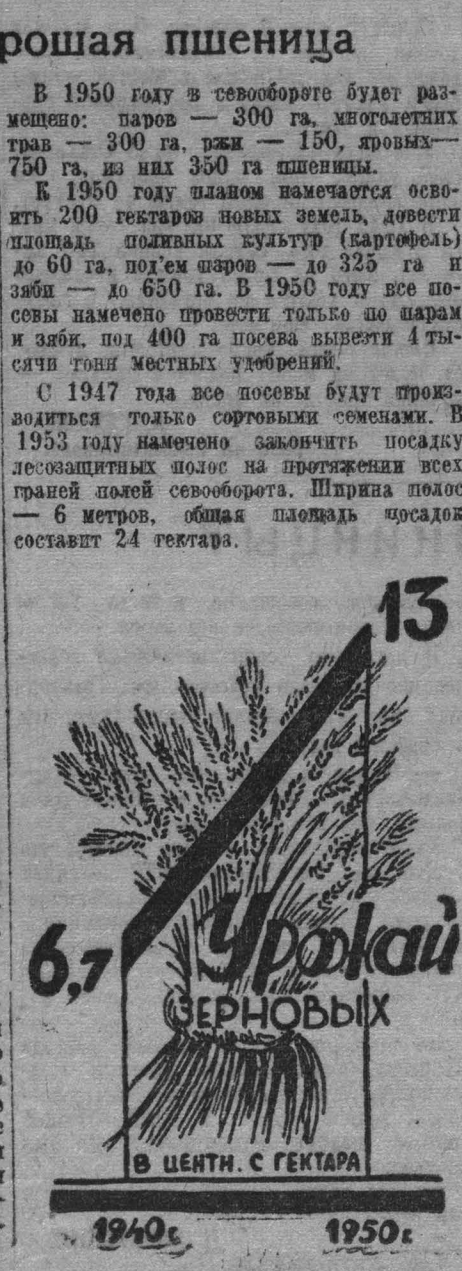 рошая пшеница
В 1950 году в севообороте будет раз-
мещено: паров — 300 га, многолетних
трав — 300 га, ржи — 150, яровых—
750 га, из них 350 га пшеницы.
К 1950 году планом намечается осво-
ить 200 гектаров новых земель, довести
площадь поливных культур (картофель)
до 60 га, под'ем паров — до 325 га и
зяби — до 650 га. В 1950 году все по-
севы намечено провести только по парам
и зяби, под 400 га посева вывезти 4 ты-
сячи тонн местных удобрений.
С 1947 года все посевы будут произ-
водиться только сортовыми семенами. В
1953 году намечено закончить посадку
лесозащитных полос на протяжении всех
граней полей севооборота. Ширина полос
— 6 метров, общая площадь посадок
составит 24 гектара.
13
6,7
Урожай
ЗЕРНОВЫХ
В ЦЕНТН. С ГЕКТАРА
1940г. 1950г.